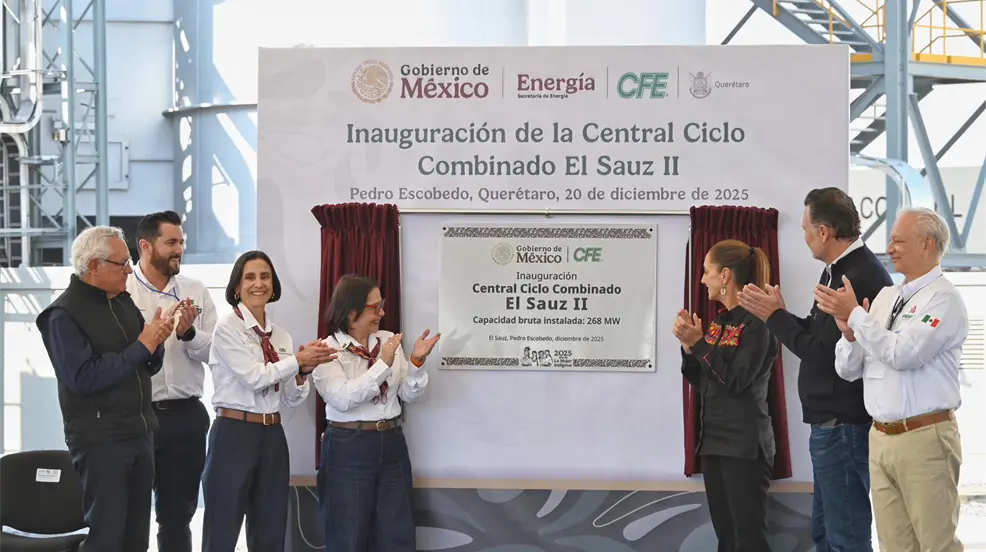 Gobierno de
México
Energía
Secretaría de Energía
CFE
Querétaro
Inauguración de la Central Ciclo
Combinado El Sauz II
Pedro Escobedo, Querétaro, 20 de diciembre de 2025
Gobierno de
México
CFE
Inauguración
Central Ciclo Combinado
El Sauz II
Capacidad bruta instalada: 268 MW
El Sauz, Pedro Escobedo, diciembre de 2025
2025
La Mujer
Indígena